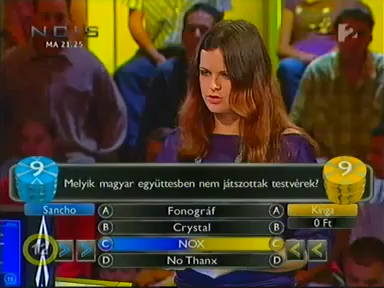 NCIS
MA 21.25
2
9
9
Melyik magyar együttesben nem játszottak testvérek?
Sancho
Kinga
0 Ft
A Fonográf A
B Crystal B
C NOX C
D No Thanx D
12